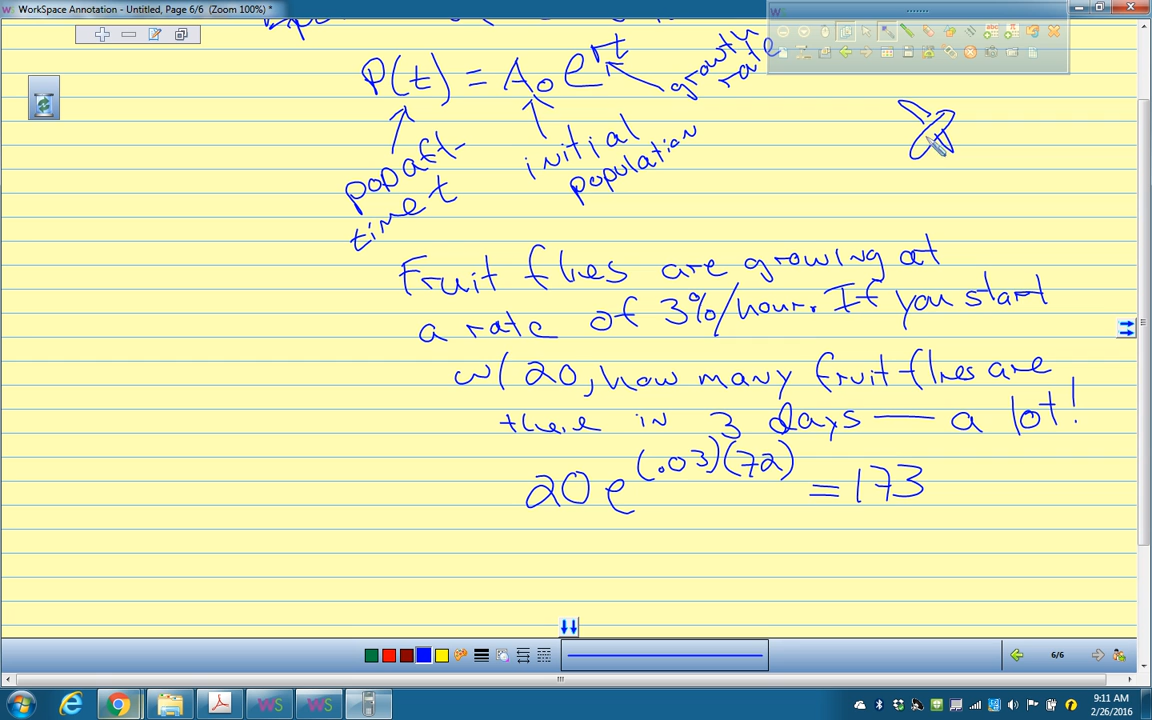 WorkSpace Annotation - Untitled, Page 6/6 (Zoom 100%) *
P(t) = A₀ e^rt
growth
rate
pop aft
time t
initial
population
Fruit flies are growing at
a rate of 3%/hour. If you start
w/ 20, how many fruit flies are
there in 3 days — a lot!
20 e^(.03)(72) = 173
6/6
9:11 AM
2/26/2016